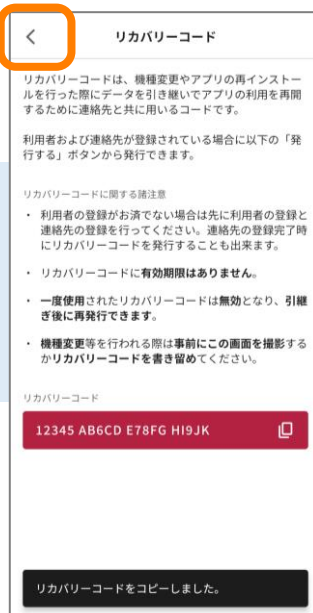 リカバリーコード
リカバリーコードは、機種変更やアプリの再インストー
ルを行った際にデータを引き継いでアプリの利用を再開
するために連絡先と共に用いるコードです。
利用者および連絡先が登録されている場合に以下の「発
行する」ボタンから発行できます。
リカバリーコードに関する諸注意
・ 利用者の登録がお済でない場合は先に利用者の登録と
連絡先の登録を行ってください。連絡先の登録完了時
にリカバリーコードを発行することも出来ます。
・ リカバリーコードに有効期限はありません。
・ 一度使用されたリカバリーコードは無効となり、引継
ぎ後に再発行できます。
・ 機種変更等を行われる際は事前にこの画面を撮影する
かリカバリーコードを書き留めてください。
リカバリーコード
12345 AB6CD E78FG HI9JK
リカバリーコードをコピーしました。